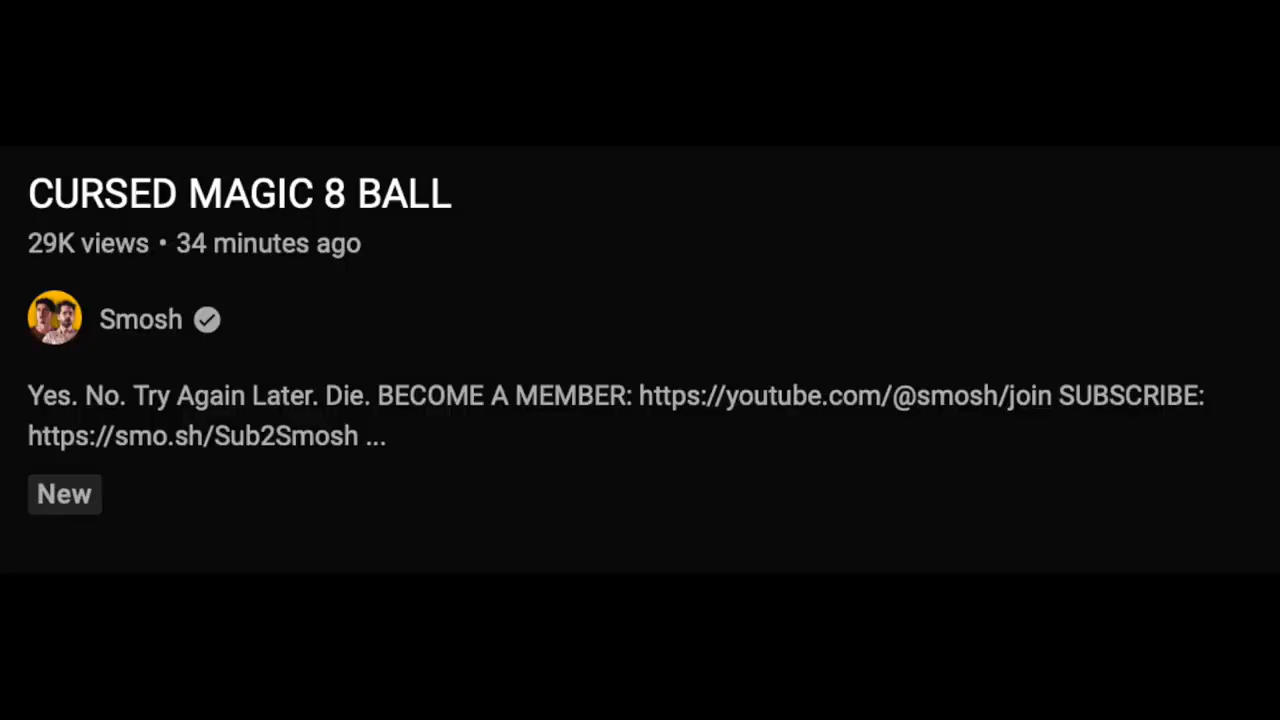 CURSED MAGIC 8 BALL
29K views • 34 minutes ago
Smosh
Yes. No. Try Again Later. Die. BECOME A MEMBER: https://youtube.com/@smosh/join SUBSCRIBE:
https://smo.sh/Sub2Smosh ...
New